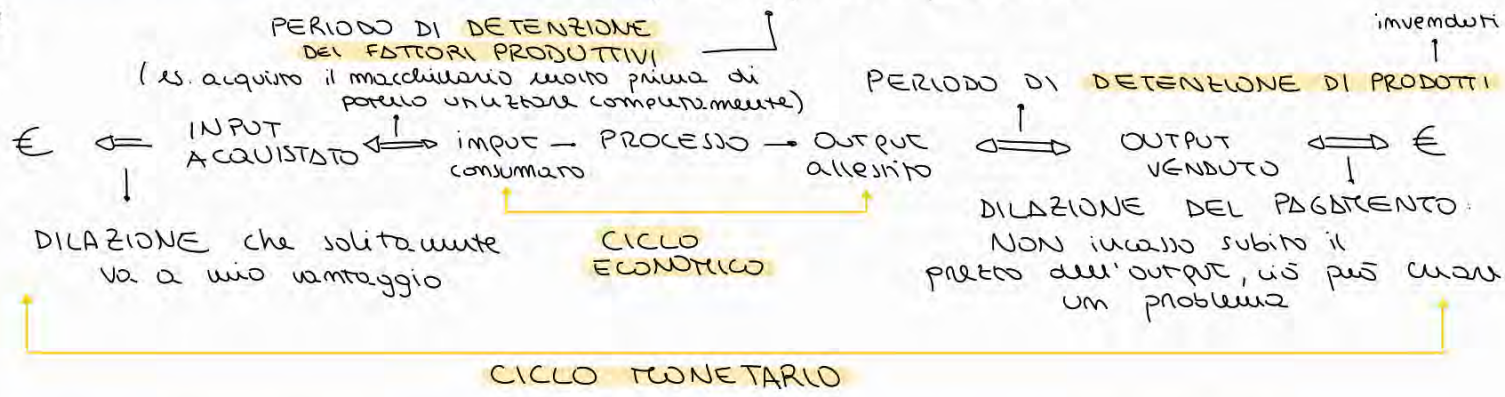 invenduti
PERIODO DI DETENZIONE
DEI FATTORI PRODUTTIVI
(es. acquisto il macchinario molto prima di
poterlo utilizzare compiutamente)
PERIODO DI DETENZIONE DI PRODOTTI
€ INPUT ACQUISTATO input consumato PROCESSO output allestito OUTPUT VENDUTO €
DILAZIONE che solitamente
va a mio vantaggio
CICLO
ECONOMICO
DILAZIONE DEL PAGAMENTO:
NON incasso subito il
prezzo dell'output, ciò può creare
un problema
CICLO MONETARIO